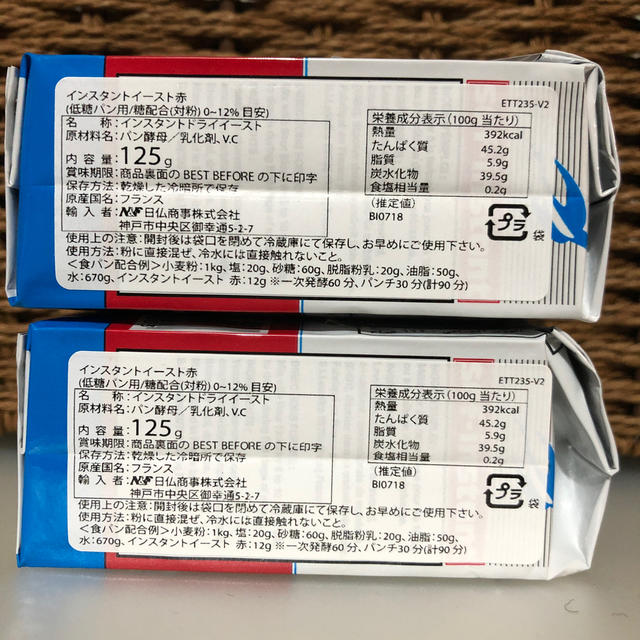 インスタントイースト赤
(低糖パン用/糖配合(対粉) 0~12% 目安)
名 称:インスタントドライイースト
原材料名:パン酵母/乳化剤、V.C
内 容 量:125g
賞味期限:商品裏面の BEST BEFORE の下に印字
保存方法:乾燥した冷暗所で保存
原産国名:フランス
輸 入 者:N&F 日仏商事株式会社
神戸市中央区御幸通5-2-7
ETT235-V2
栄養成分表示(100g 当たり)
熱量 392kcal
たんぱく質 45.2g
脂質 5.9g
炭水化物 39.5g
食塩相当量 0.2g
(推定値)
BI0718
プラ
袋
使用上の注意:開封後は袋口を閉めて冷蔵庫にて保存し、お早めにご使用下さい。
使用方法:粉に直接混ぜ、冷水には直接触れないこと。
<食パン配合例>小麦粉:1kg、塩:20g、砂糖:60g、脱脂粉乳:20g、油脂:50g、
水:670g、インスタントイースト 赤:12g ※一次発酵60分、パンチ30分(計90分)
インスタントイースト赤
(低糖パン用/糖配合(対粉) 0~12% 目安)
名 称:インスタントドライイースト
原材料名:パン酵母/乳化剤、V.C
内 容 量:125g
賞味期限:商品裏面の BEST BEFORE の下に印字
保存方法:乾燥した冷暗所で保存
原産国名:フランス
輸 入 者:N&F 日仏商事株式会社
神戸市中央区御幸通5-2-7
ETT235-V2
栄養成分表示(100g 当たり)
熱量 392kcal
たんぱく質 45.2g
脂質 5.9g
炭水化物 39.5g
食塩相当量 0.2g
(推定値)
BI0718
プラ
袋
使用上の注意:開封後は袋口を閉めて冷蔵庫にて保存し、お早めにご使用下さい。
使用方法:粉に直接混ぜ、冷水には直接触れないこと。
<食パン配合例>小麦粉:1kg、塩:20g、砂糖:60g、脱脂粉乳:20g、油脂:50g、
水:670g、インスタントイースト 赤:12g ※一次発酵60分、パンチ30分(計90分)